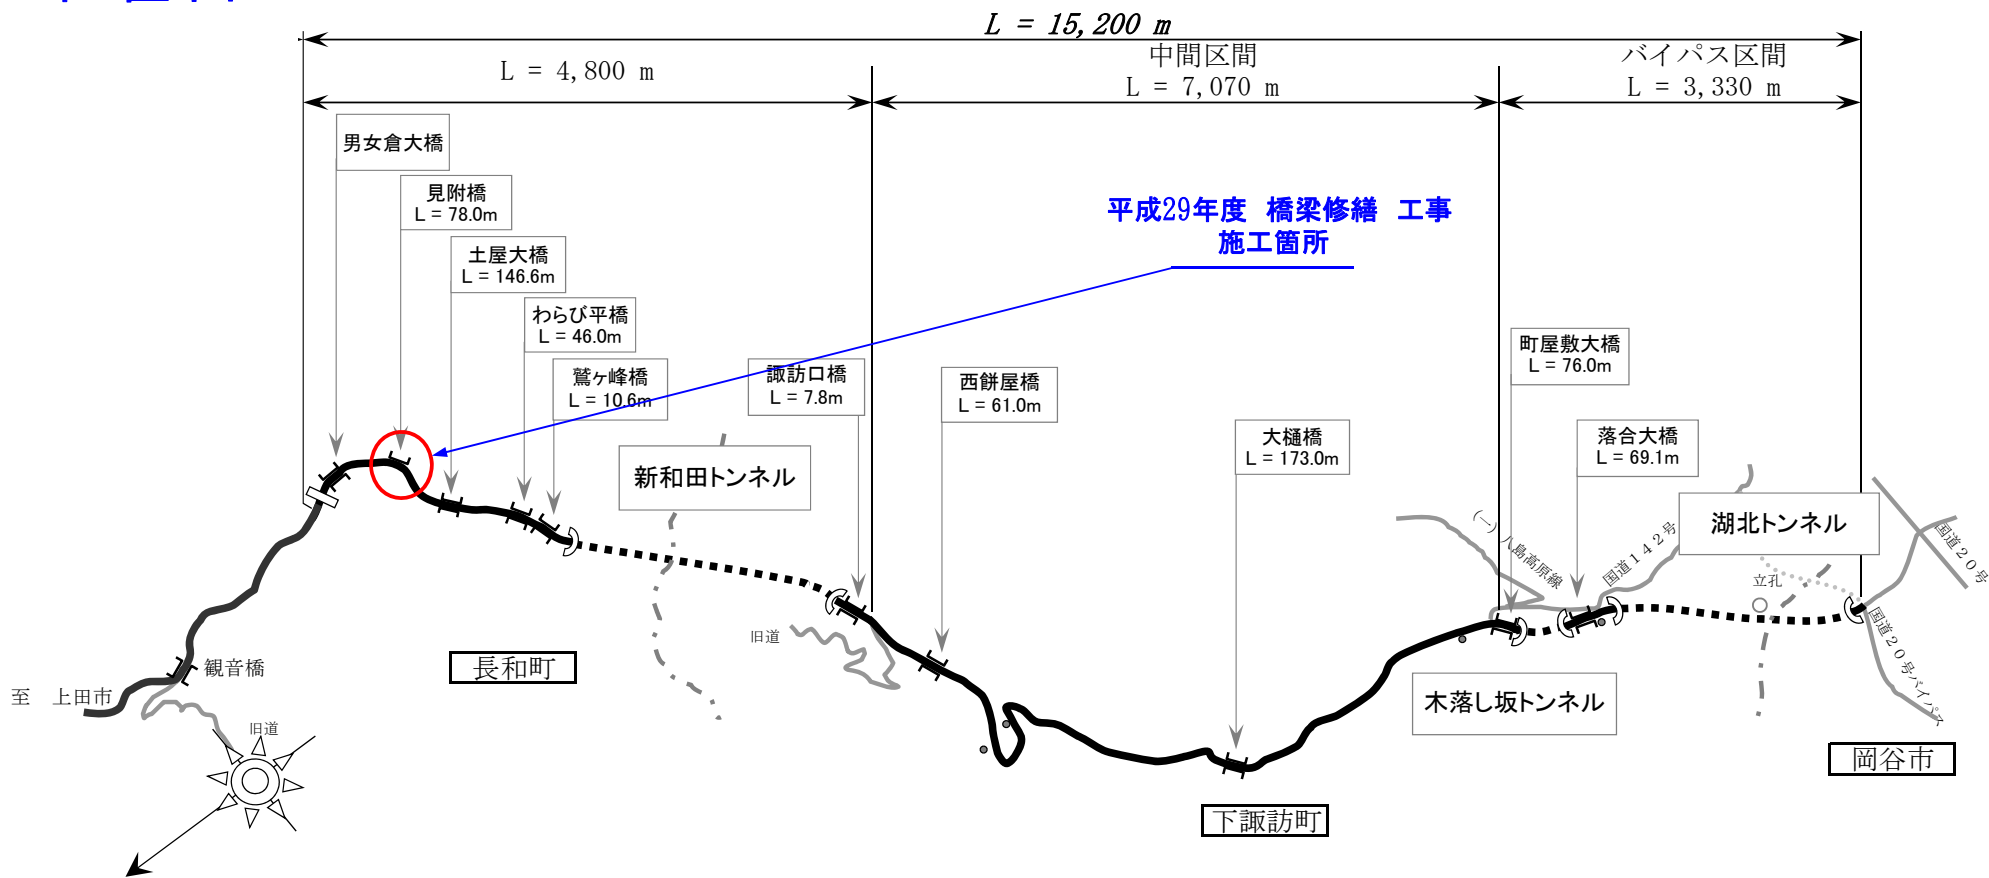 L = 15,200 m
L = 4,800 m
中間区間
L = 7,070 m
バイパス区間
L = 3,330 m
男女倉大橋
見附橋
L = 78.0m
土屋大橋
L = 146.6m
わらび平橋
L = 46.0m
鷲ヶ峰橋
L = 10.6m
平成29年度 橋梁修繕 工事
施工箇所
諏訪口橋
L = 7.8m
西餅屋橋
L = 61.0m
大樋橋
L = 173.0m
町屋敷大橋
L = 76.0m
落合大橋
L = 69.1m
新和田トンネル
湖北トンネル
(一)八島高原線
国道142号
国道20号
立孔
国道20号バイパス
旧道
長和町
観音橋
至 上田市
旧道
木落し坂トンネル
岡谷市
下諏訪町